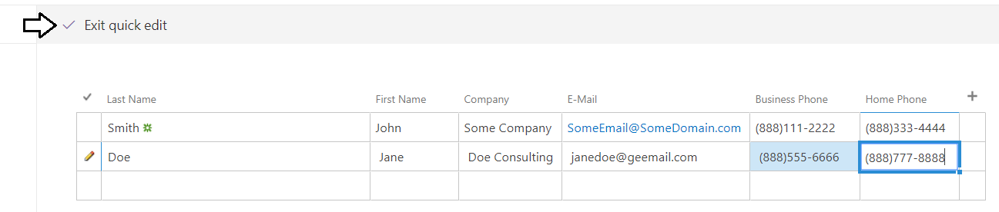 Exit quick edit
Last Name First Name Company E-Mail Business Phone Home Phone
Smith John Some Company SomeEmail@SomeDomain.com (888)111-2222 (888)333-4444
Doe Jane Doe Consulting janedoe@geemail.com (888)555-6666 (888)777-8888